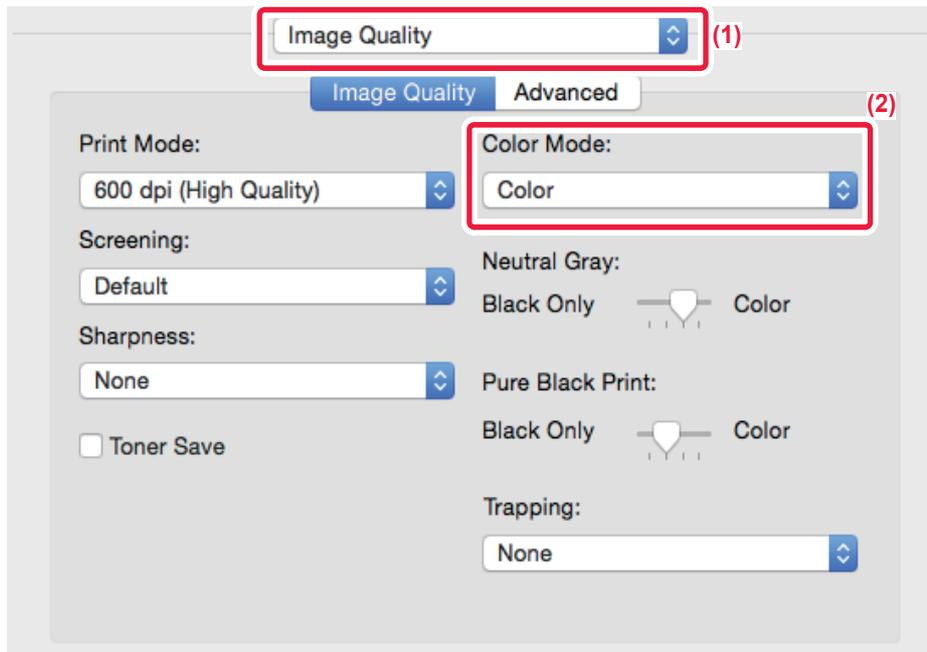 Image Quality
(1)
Image Quality
Advanced
(2)
Print Mode:
600 dpi (High Quality)
Screening:
Default
Sharpness:
None
Toner Save
Color Mode:
Color
Neutral Gray:
Black Only
Color
Pure Black Print:
Black Only
Color
Trapping:
None